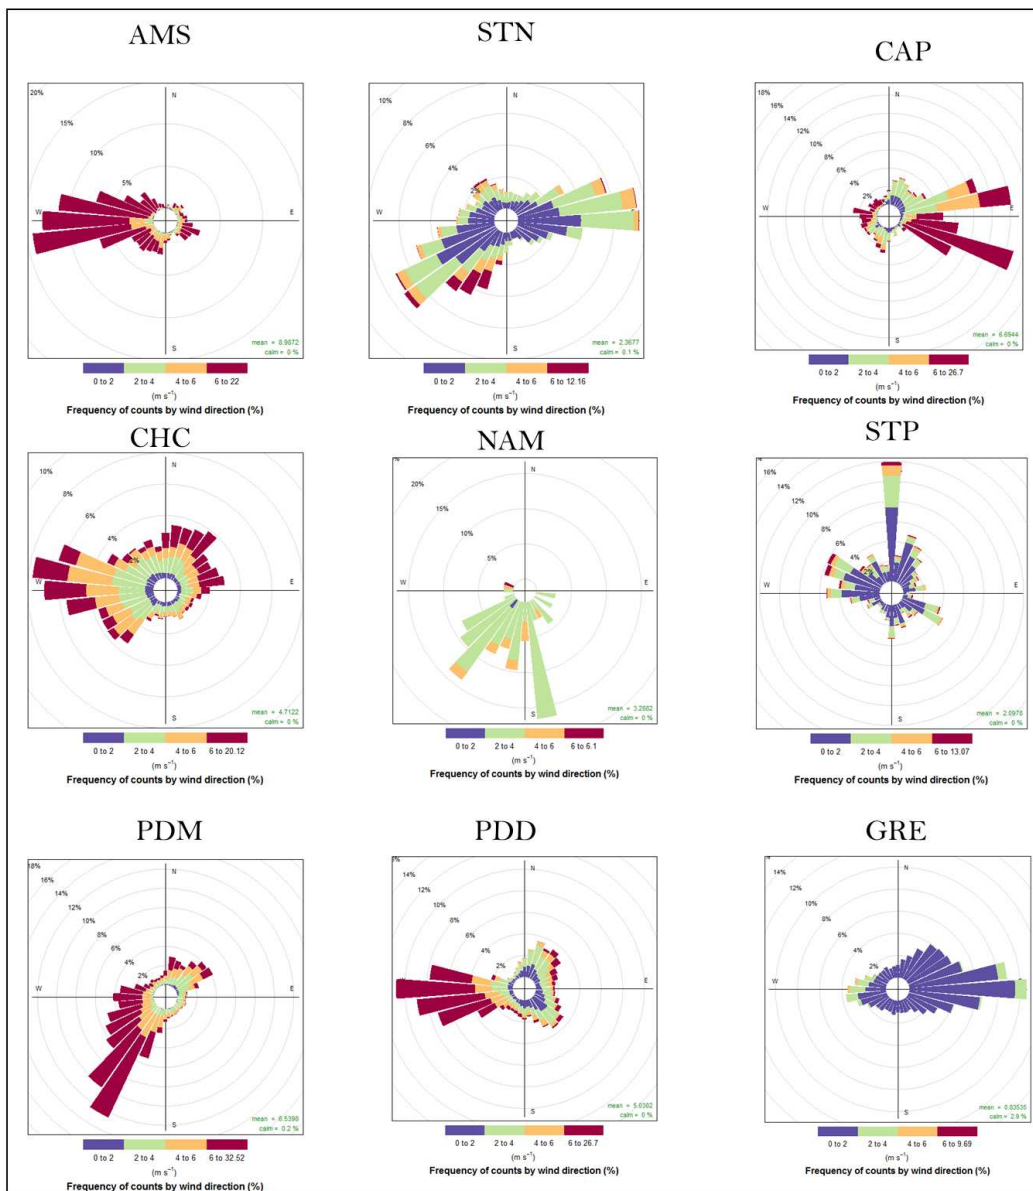 AMS
20%
15%
10%
5%
N
W
E
S
mean = 8.9872
calm = 0 %
0 to 2 2 to 4 4 to 6 6 to 22
(m s⁻¹)
Frequency of counts by wind direction (%)
STN
10%
8%
6%
4%
2%
N
W
E
S
mean = 2.3677
calm = 0.1 %
0 to 2 2 to 4 4 to 6 6 to 12.16
(m s⁻¹)
Frequency of counts by wind direction (%)
CAP
18%
16%
14%
12%
10%
8%
6%
4%
2%
N
W
E
S
mean = 6.6944
calm = 0 %
0 to 2 2 to 4 4 to 6 6 to 26.7
(m s⁻¹)
Frequency of counts by wind direction (%)
CHC
10%
8%
6%
4%
2%
N
W
E
S
mean = 4.7122
calm = 0 %
0 to 2 2 to 4 4 to 6 6 to 20.12
(m s⁻¹)
Frequency of counts by wind direction (%)
NAM
20%
15%
10%
5%
N
W
E
S
mean = 3.2882
calm = 0 %
0 to 2 2 to 4 4 to 6 6 to 6.1
(m s⁻¹)
Frequency of counts by wind direction (%)
STP
16%
14%
12%
10%
8%
6%
4%
2%
W
E
S
mean = 2.0978
calm = 0 %
0 to 2 2 to 4 4 to 6 6 to 13.07
(m s⁻¹)
Frequency of counts by wind direction (%)
PDM
18%
16%
14%
12%
10%
8%
6%
4%
2%
N
W
E
S
mean = 6.5398
calm = 0.2 %
0 to 2 2 to 4 4 to 6 6 to 32.52
(m s⁻¹)
Frequency of counts by wind direction (%)
PDD
14%
12%
10%
8%
6%
4%
2%
N
W
E
S
mean = 5.0382
calm = 0 %
0 to 2 2 to 4 4 to 6 6 to 26.7
(m s⁻¹)
Frequency of counts by wind direction (%)
GRE
14%
12%
10%
8%
6%
4%
2%
N
W
E
S
mean = 0.83535
calm = 2.9 %
0 to 2 2 to 4 4 to 6 6 to 9.69
(m s⁻¹)
Frequency of counts by wind direction (%)